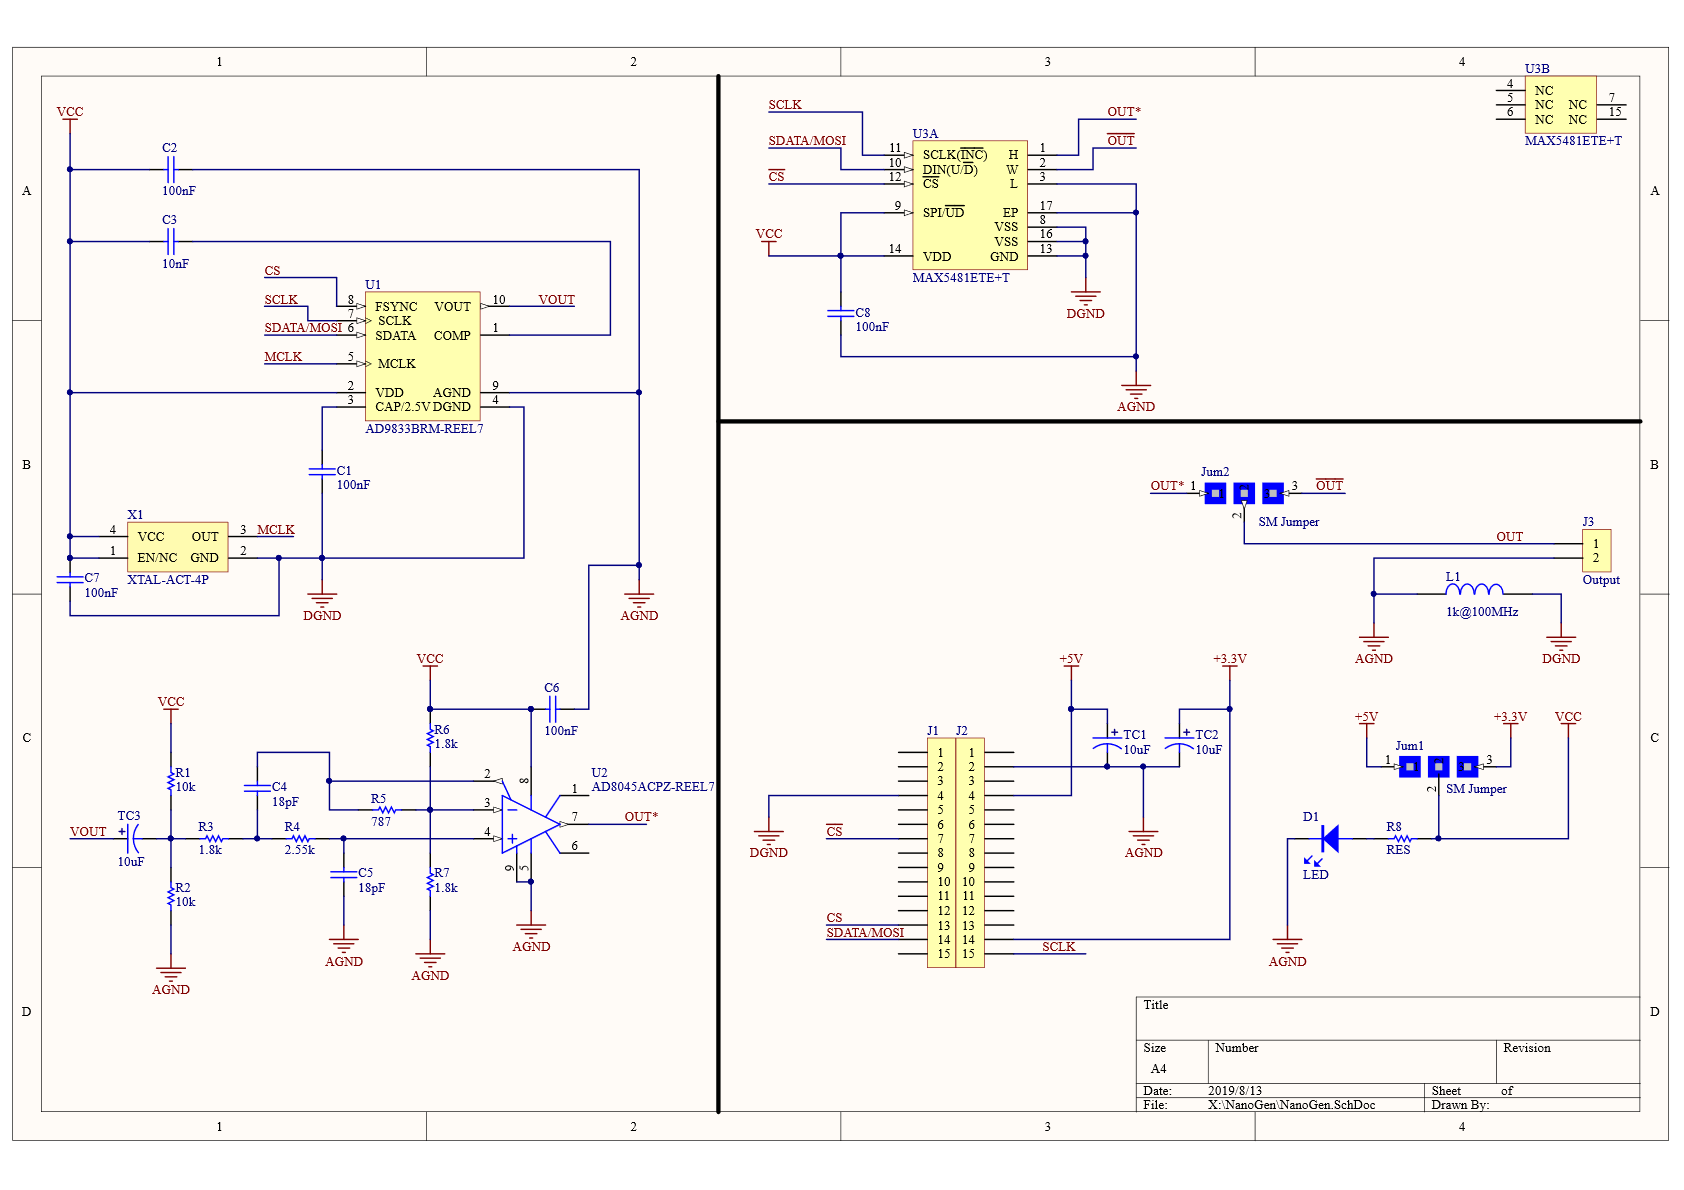 1 2 3 4
A
B
C
D
VCC
C2
100nF
C3
10nF
CS
SCLK
SDATA/MOSI
MCLK
U1
8 FSYNC VOUT 10 VOUT
7 SCLK
6 SDATA COMP 1
5 MCLK
2 VDD AGND 9
3 CAP/2.5V DGND 4
AD9833BRM-REEL7
C1
100nF
X1
4 VCC OUT 3 MCLK
1 EN/NC GND 2
XTAL-ACT-4P
C7
100nF
DGND
AGND
VCC
VCC
C6
100nF
R6
1.8k
R1
10k
C4
18pF
R5
787
U2
AD8045ACPZ-REEL7
2
3
4
8
1
7
6
9
5
OUT*
VOUT
TC3
+
10uF
R3
1.8k
R4
2.55k
C5
18pF
R7
1.8k
R2
10k
AGND
AGND
AGND
AGND
SCLK
SDATA/MOSI
CS
VCC
U3A
11 SCLK(INC) H 1
10 DIN(U/D) W 2
12 CS L 3
9 SPI/UD EP 17
VSS 8
VSS 16
14 VDD GND 13
MAX5481ETE+T
OUT*
OUT
C8
100nF
DGND
AGND
U3B
4 NC
5 NC NC 7
6 NC NC 15
MAX5481ETE+T
Jum2
OUT* 1 3 OUT
2
SM Jumper
OUT
J3
1
2
Output
L1
1k@100MHz
AGND
DGND
+5V
+3.3V
TC1
+
10uF
TC2
+
10uF
AGND
J1 J2
1 1
2 2
3 3
4 4
5 5
6 6
7 7
8 8
9 9
10 10
11 11
12 12
13 13
14 14
15 15
DGND
CS
CS
SDATA/MOSI
SCLK
+5V
+3.3V
VCC
Jum1
1 3
2
SM Jumper
D1
LED
R8
RES
AGND
Title
Size
A4
Number
Revision
Date: 2019/8/13 Sheet of
File: X:\NanoGen\NanoGen.SchDoc Drawn By:
A
B
C
D
1 2 3 4